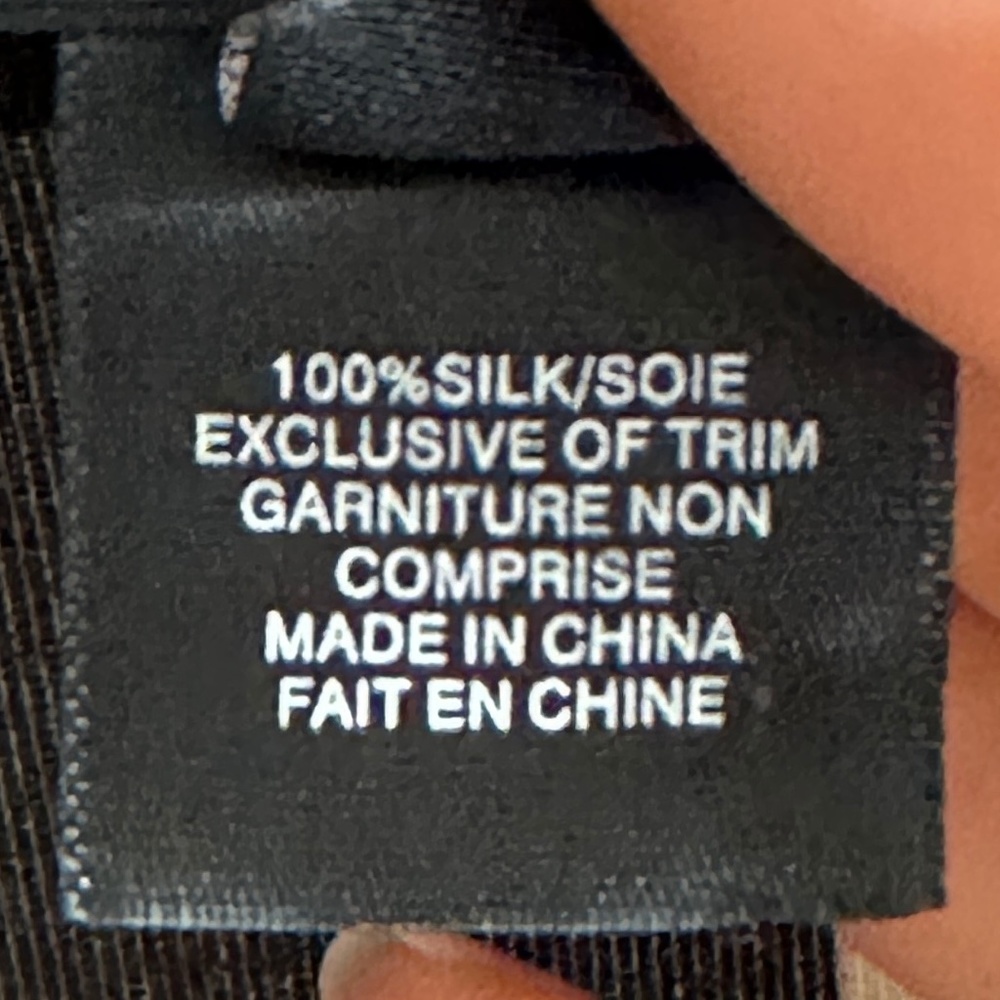 100%SILK/SOIE
EXCLUSIVE OF TRIM
GARNITURE NON
COMPRISE
MADE IN CHINA
FAIT EN CHINE